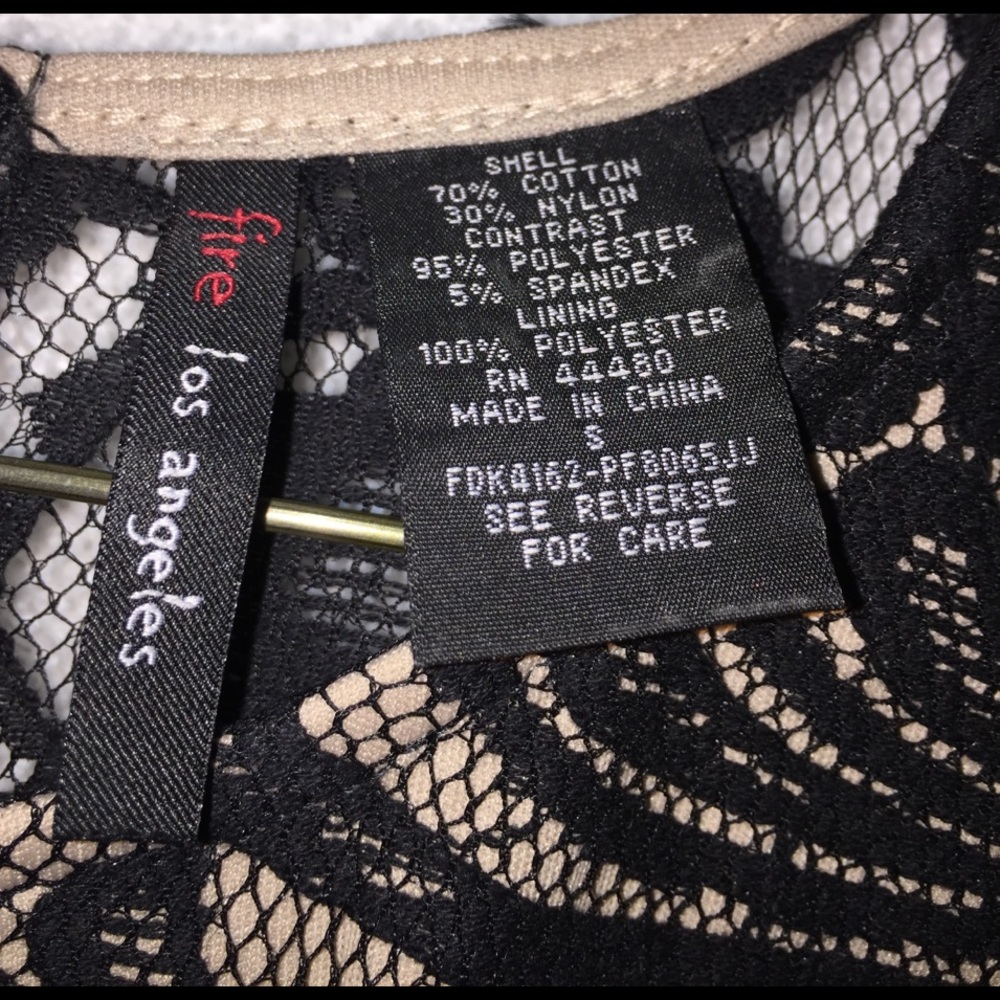 fire los angeles
SHELL
70% COTTON
30% NYLON
CONTRAST
95% POLYESTER
5% SPANDEX
LINING
100% POLYESTER
RN 44480
MADE IN CHINA
S
FDK4162-PF8065JJ
SEE REVERSE
FOR CARE